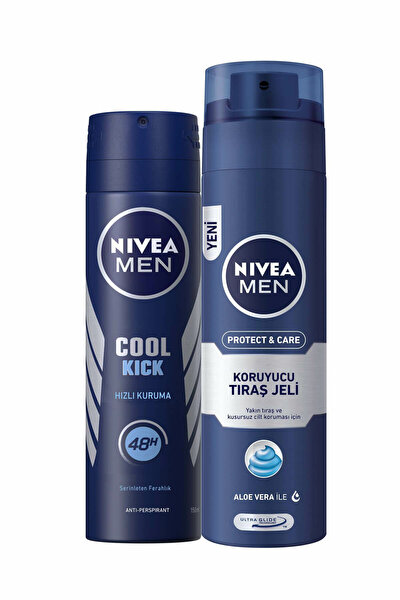 NIVEA
MEN
COOL
KICK
HIZLI KURUMA
48H
Serinleten Ferahlık
ANTI-PERSPIRANT
YENİ
NIVEA
MEN
PROTECT & CARE
KORUYUCU
TIRAŞ JELİ
Yakın tıraş ve
kusursuz cilt koruması için
ALOE VERA İLE
ULTRA GLIDE